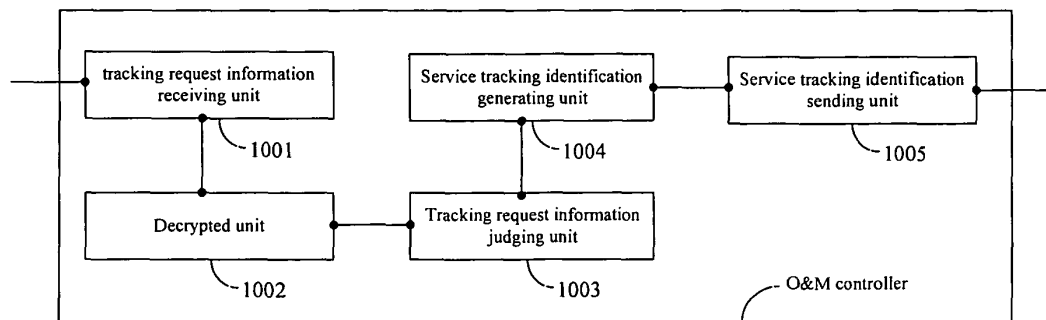 tracking request information
receiving unit
1001
Service tracking identification
generating unit
1004
Service tracking identification
sending unit
1005
Decrypted unit
1002
Tracking request information
judging unit
1003
O&M controller